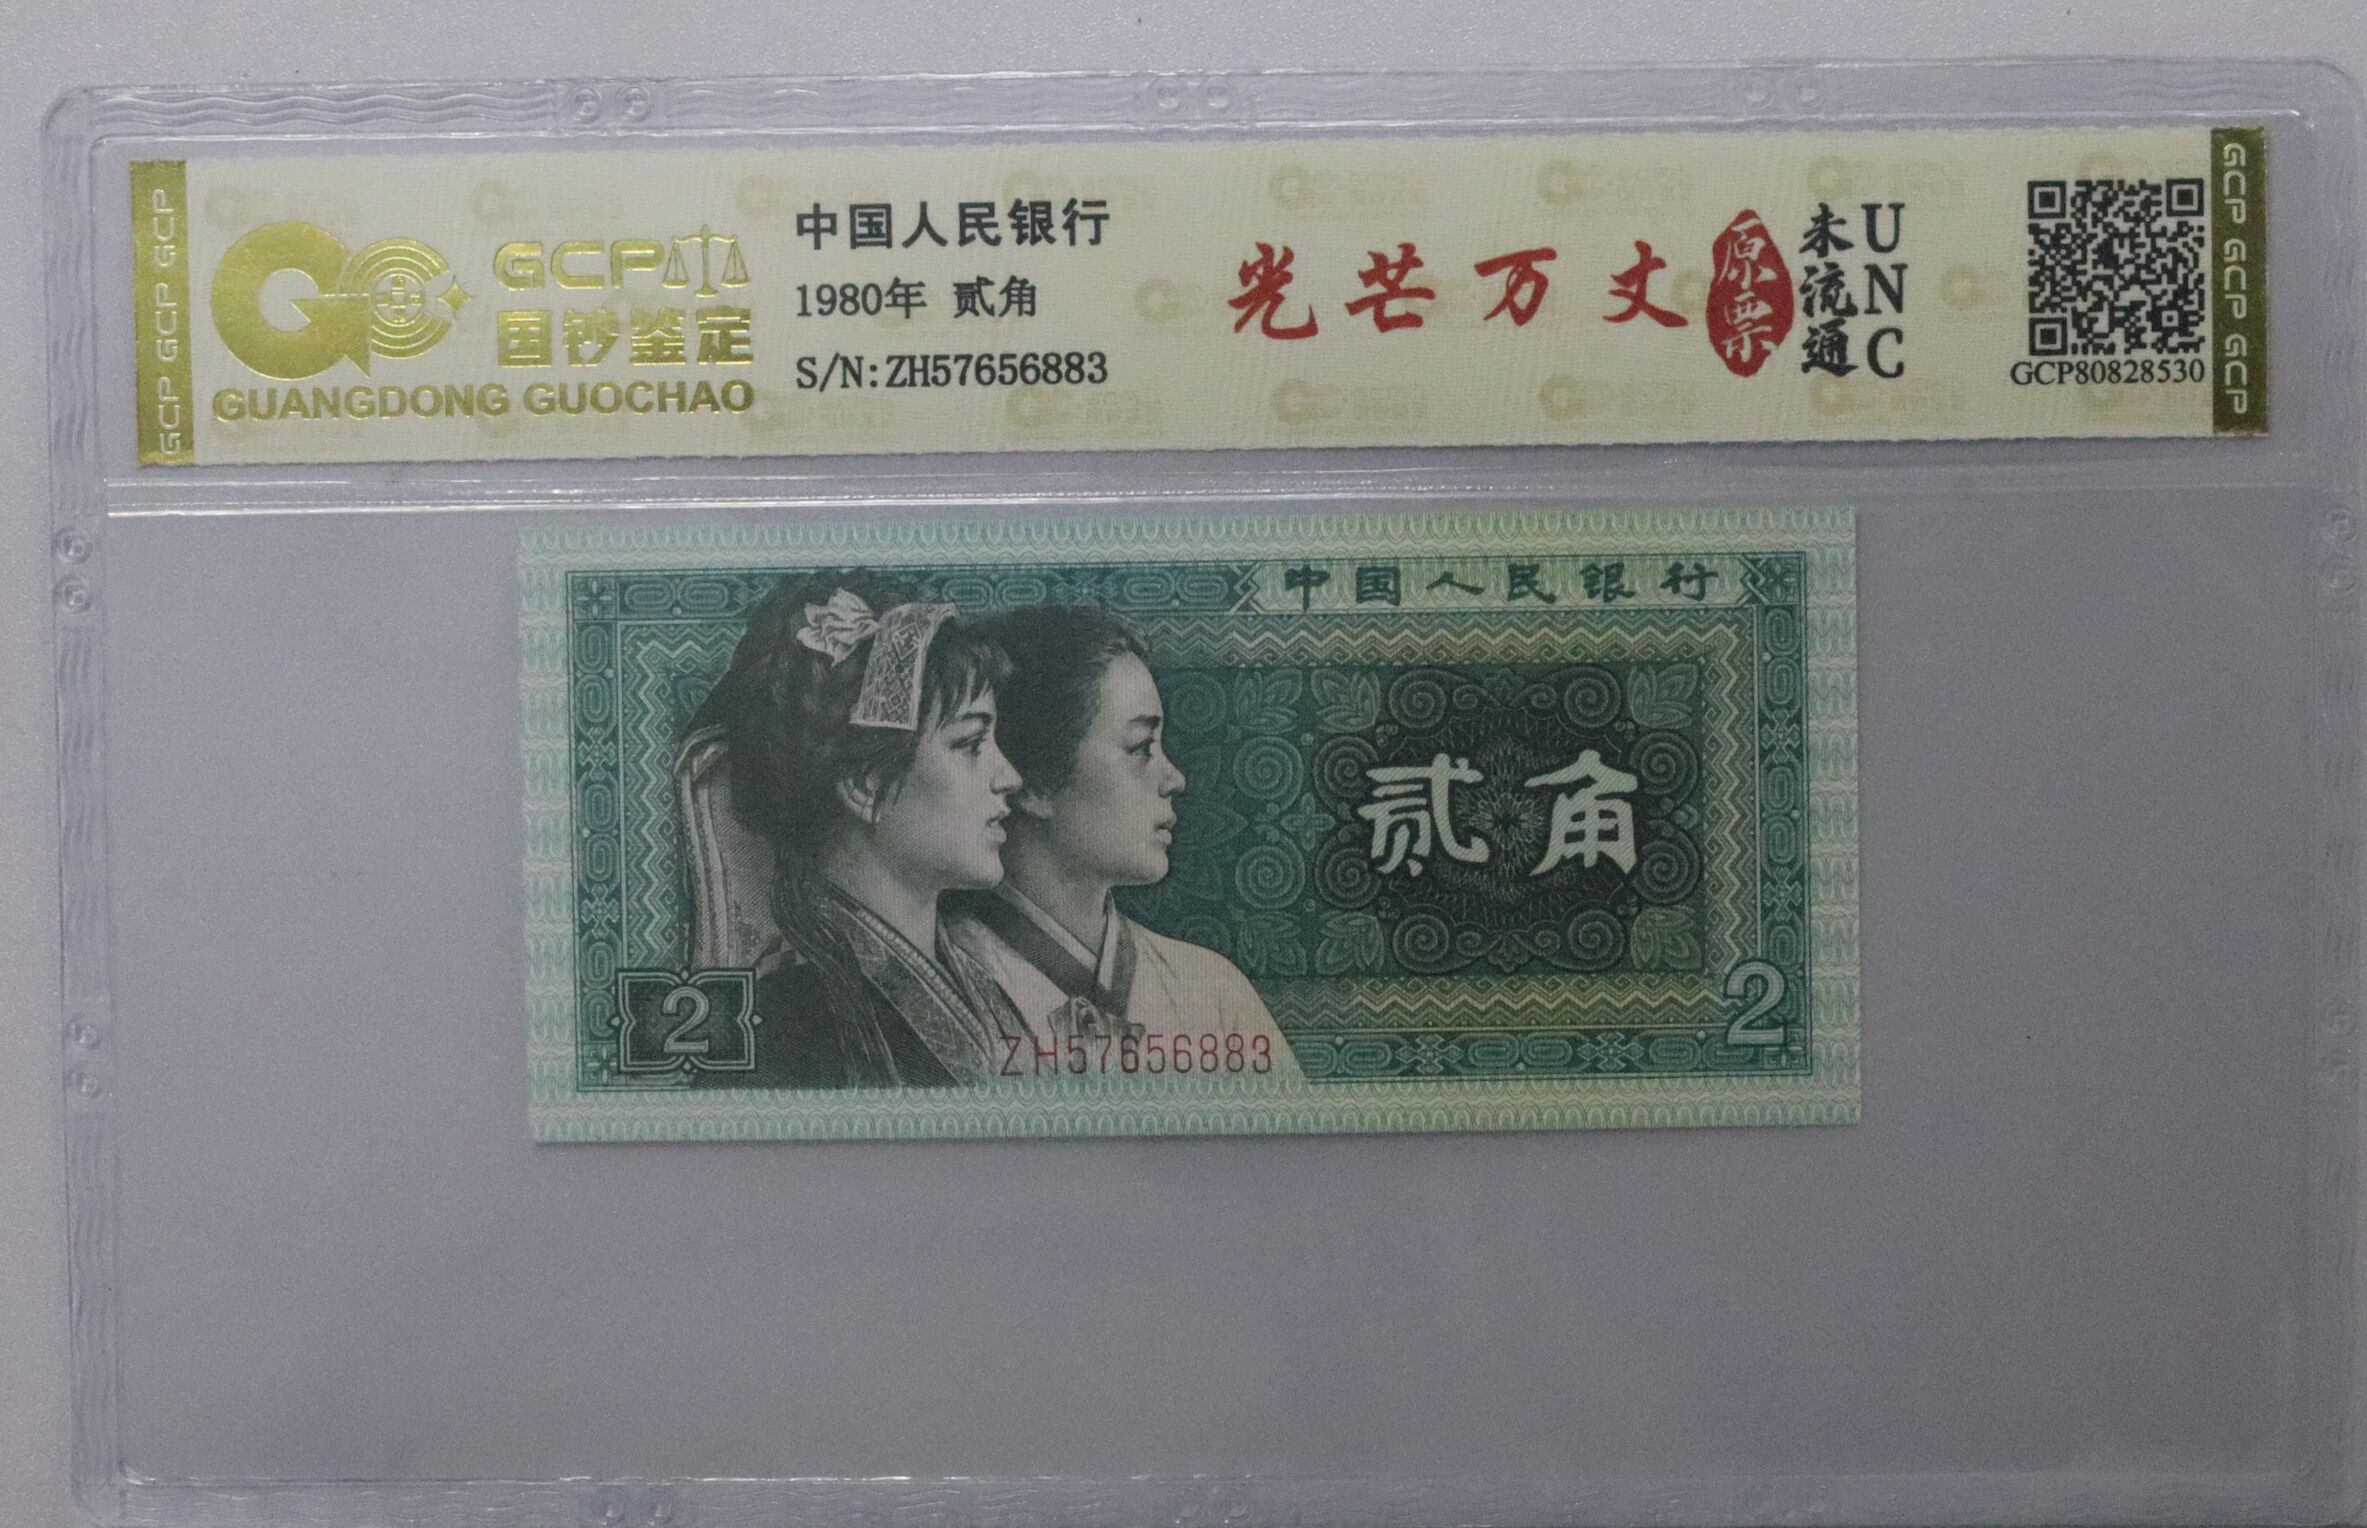 GCP GCP GCP
GCP
国钞鉴定
GUANGDONG GUOCHAO
中国人民银行
1980年 贰角
S/N:ZH57656883
光芒万丈
原票
未流通
UNC
GCP80828530
GCP GCP GCP
中国人民银行
贰角
2
2
ZH57656883